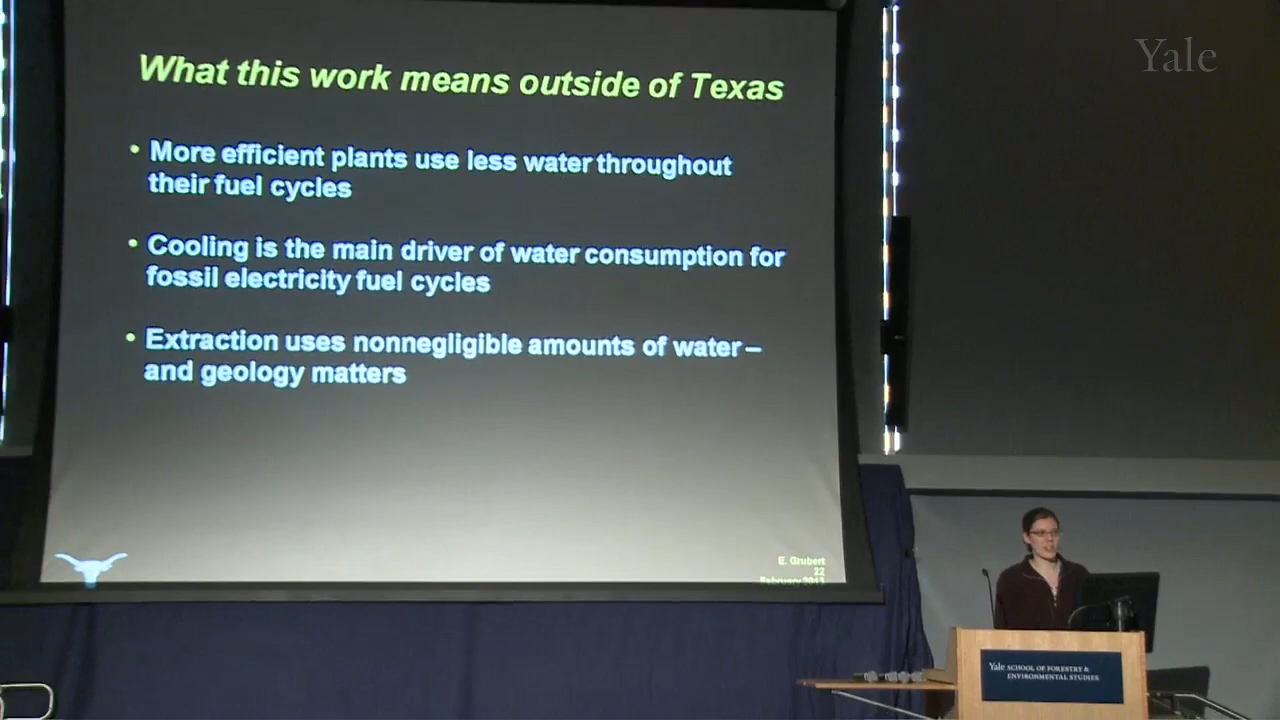 Yale
What this work means outside of Texas
• More efficient plants use less water throughout
their fuel cycles
• Cooling is the main driver of water consumption for
fossil electricity fuel cycles
• Extraction uses nonnegligible amounts of water –
and geology matters
E. Grubert
22
February 2013
Yale SCHOOL OF FORESTRY &
ENVIRONMENTAL STUDIES